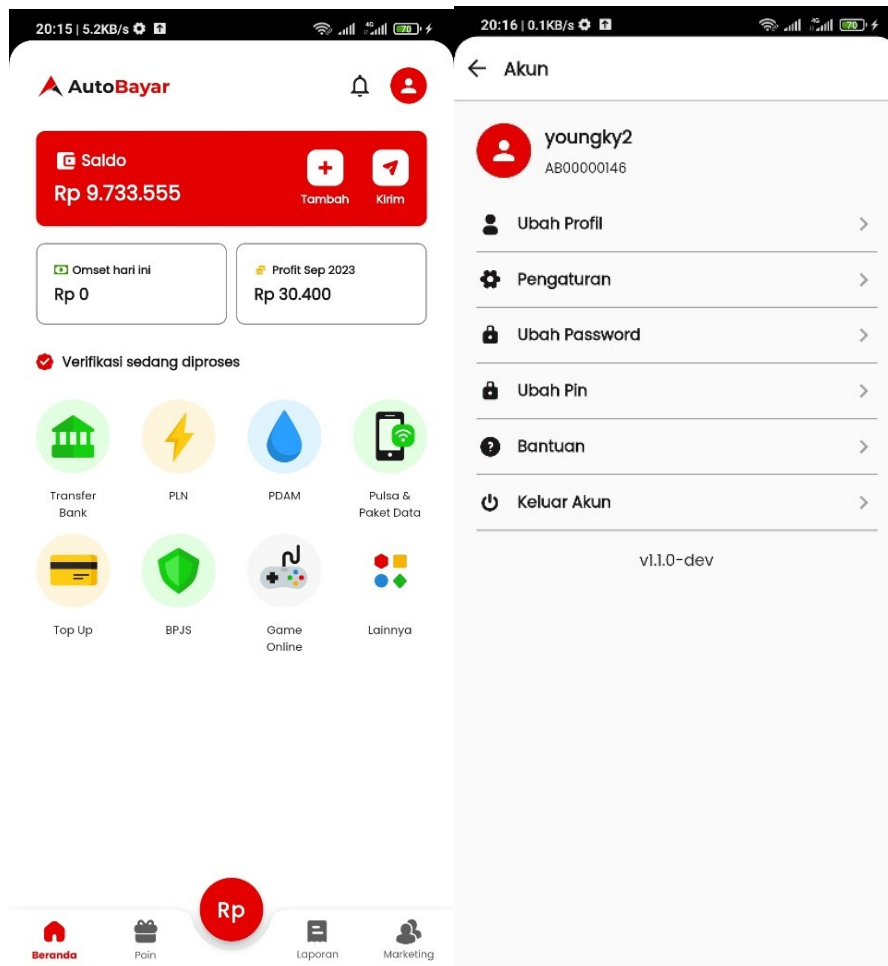 20:15 | 5.2KB/s
4G
70
AutoBayar
Saldo
Rp 9.733.555
Tambah
Kirim
Omset hari ini
Rp 0
Profit Sep 2023
Rp 30.400
Verifikasi sedang diproses
Transfer
Bank
PLN
PDAM
Pulsa &
Paket Data
Top Up
BPJS
Game
Online
Lainnya
Rp
Beranda
Poin
Laporan
Marketing
20:16 | 0.1KB/s
4G
70
Akun
youngky2
AB00000146
Ubah Profil
Pengaturan
Ubah Password
Ubah Pin
Bantuan
Keluar Akun
v1.1.0-dev